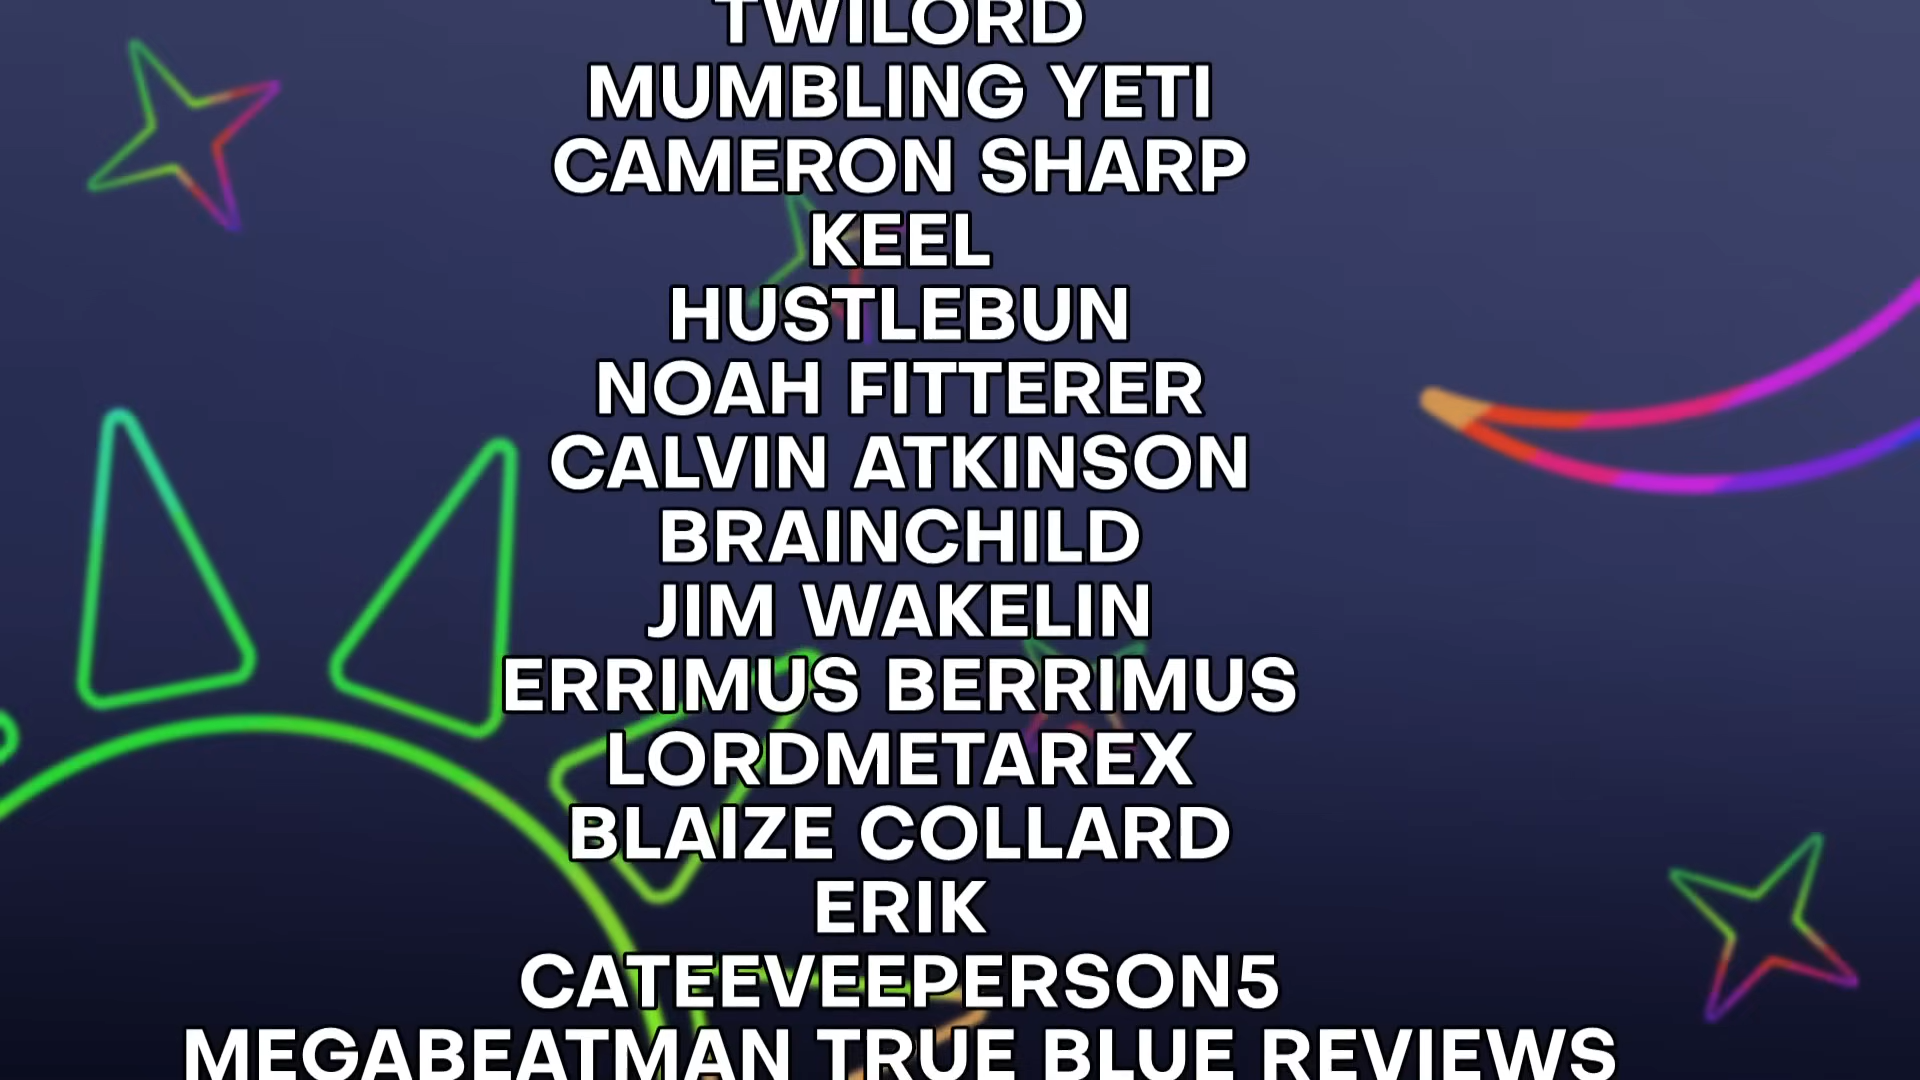 TWILORD
MUMBLING YETI
CAMERON SHARP
KEEL
HUSTLEBUN
NOAH FITTERER
CALVIN ATKINSON
BRAINCHILD
JIM WAKELIN
ERRIMUS BERRIMUS
LORDMETAREX
BLAIZE COLLARD
ERIK
CATEEVEEPERSON5
MEGABEATMAN TRUE BLUE REVIEWS